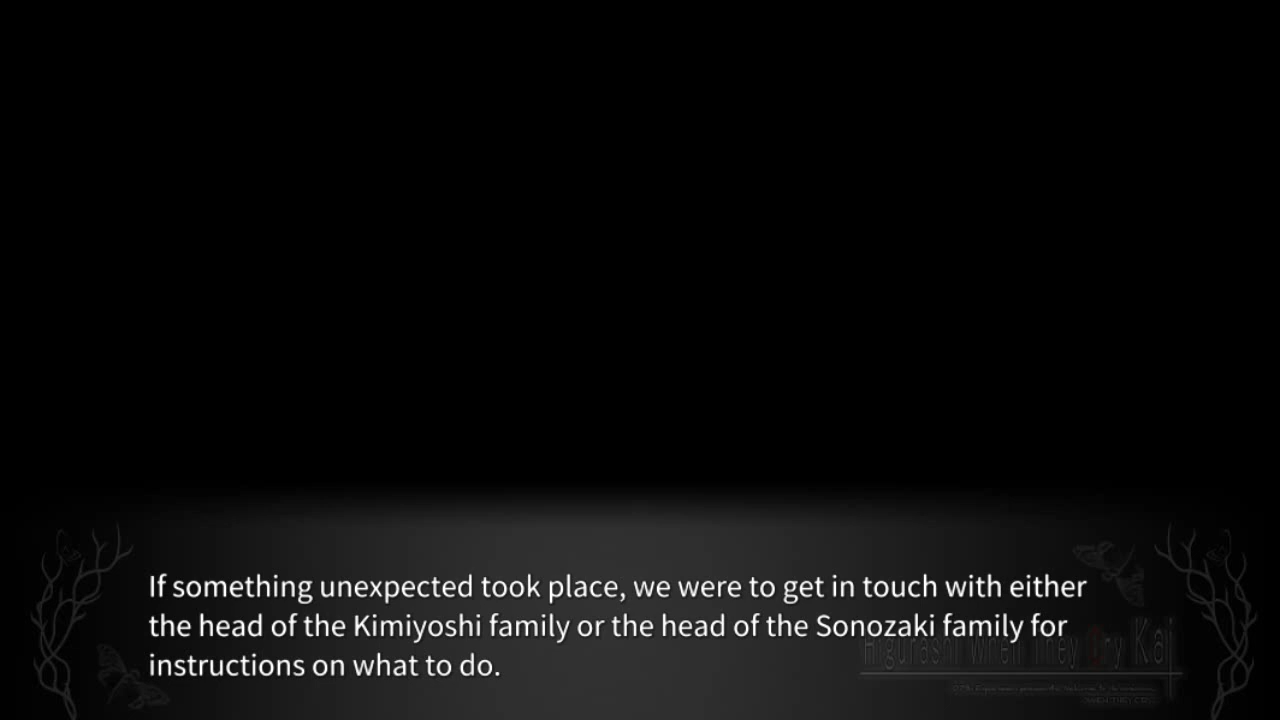 If something unexpected took place, we were to get in touch with either
the head of the Kimiyoshi family or the head of the Sonozaki family for
instructions on what to do.
Higurashi When They Cry Kai